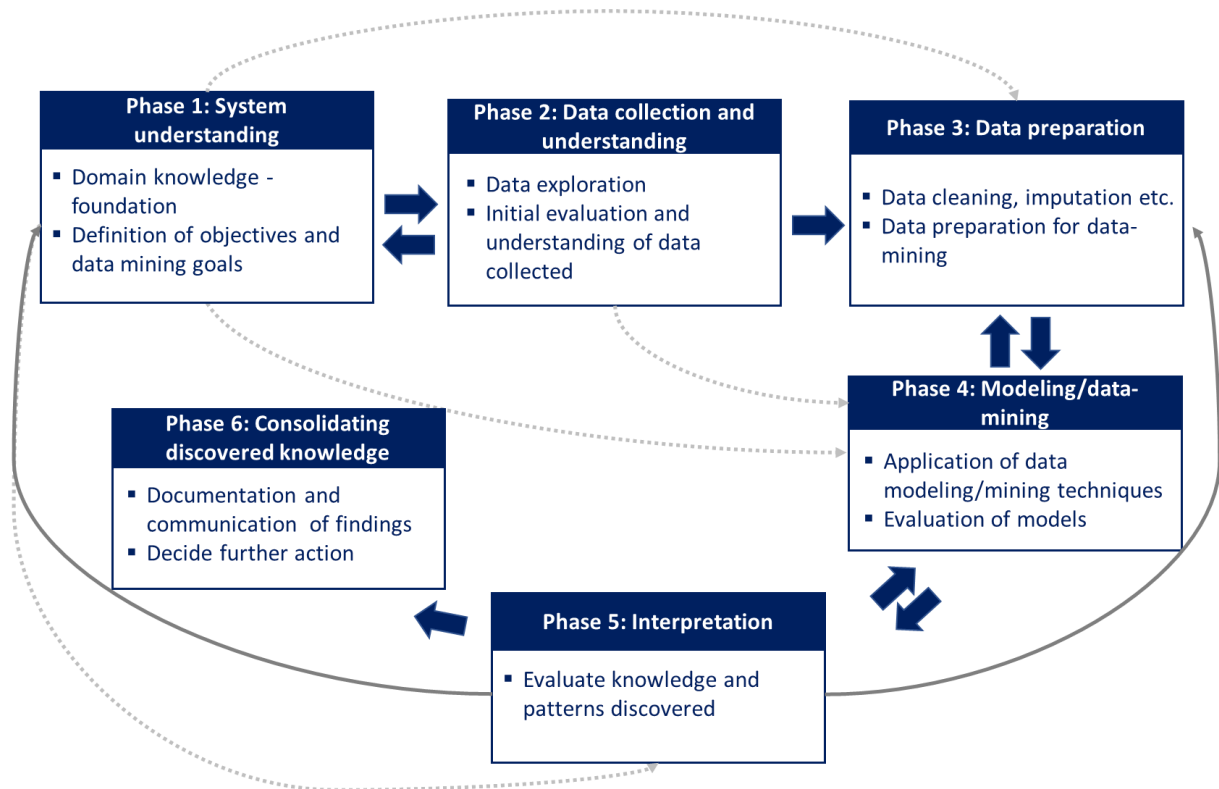 Phase 1: System
understanding
▪ Domain knowledge -
foundation
▪ Definition of objectives and
data mining goals
Phase 2: Data collection and
understanding
▪ Data exploration
▪ Initial evaluation and
understanding of data
collected
Phase 3: Data preparation
▪ Data cleaning, imputation etc.
▪ Data preparation for data-
mining
Phase 4: Modeling/data-
mining
▪ Application of data
modeling/mining techniques
▪ Evaluation of models
Phase 5: Interpretation
▪ Evaluate knowledge and
patterns discovered
Phase 6: Consolidating
discovered knowledge
▪ Documentation and
communication of findings
▪ Decide further action